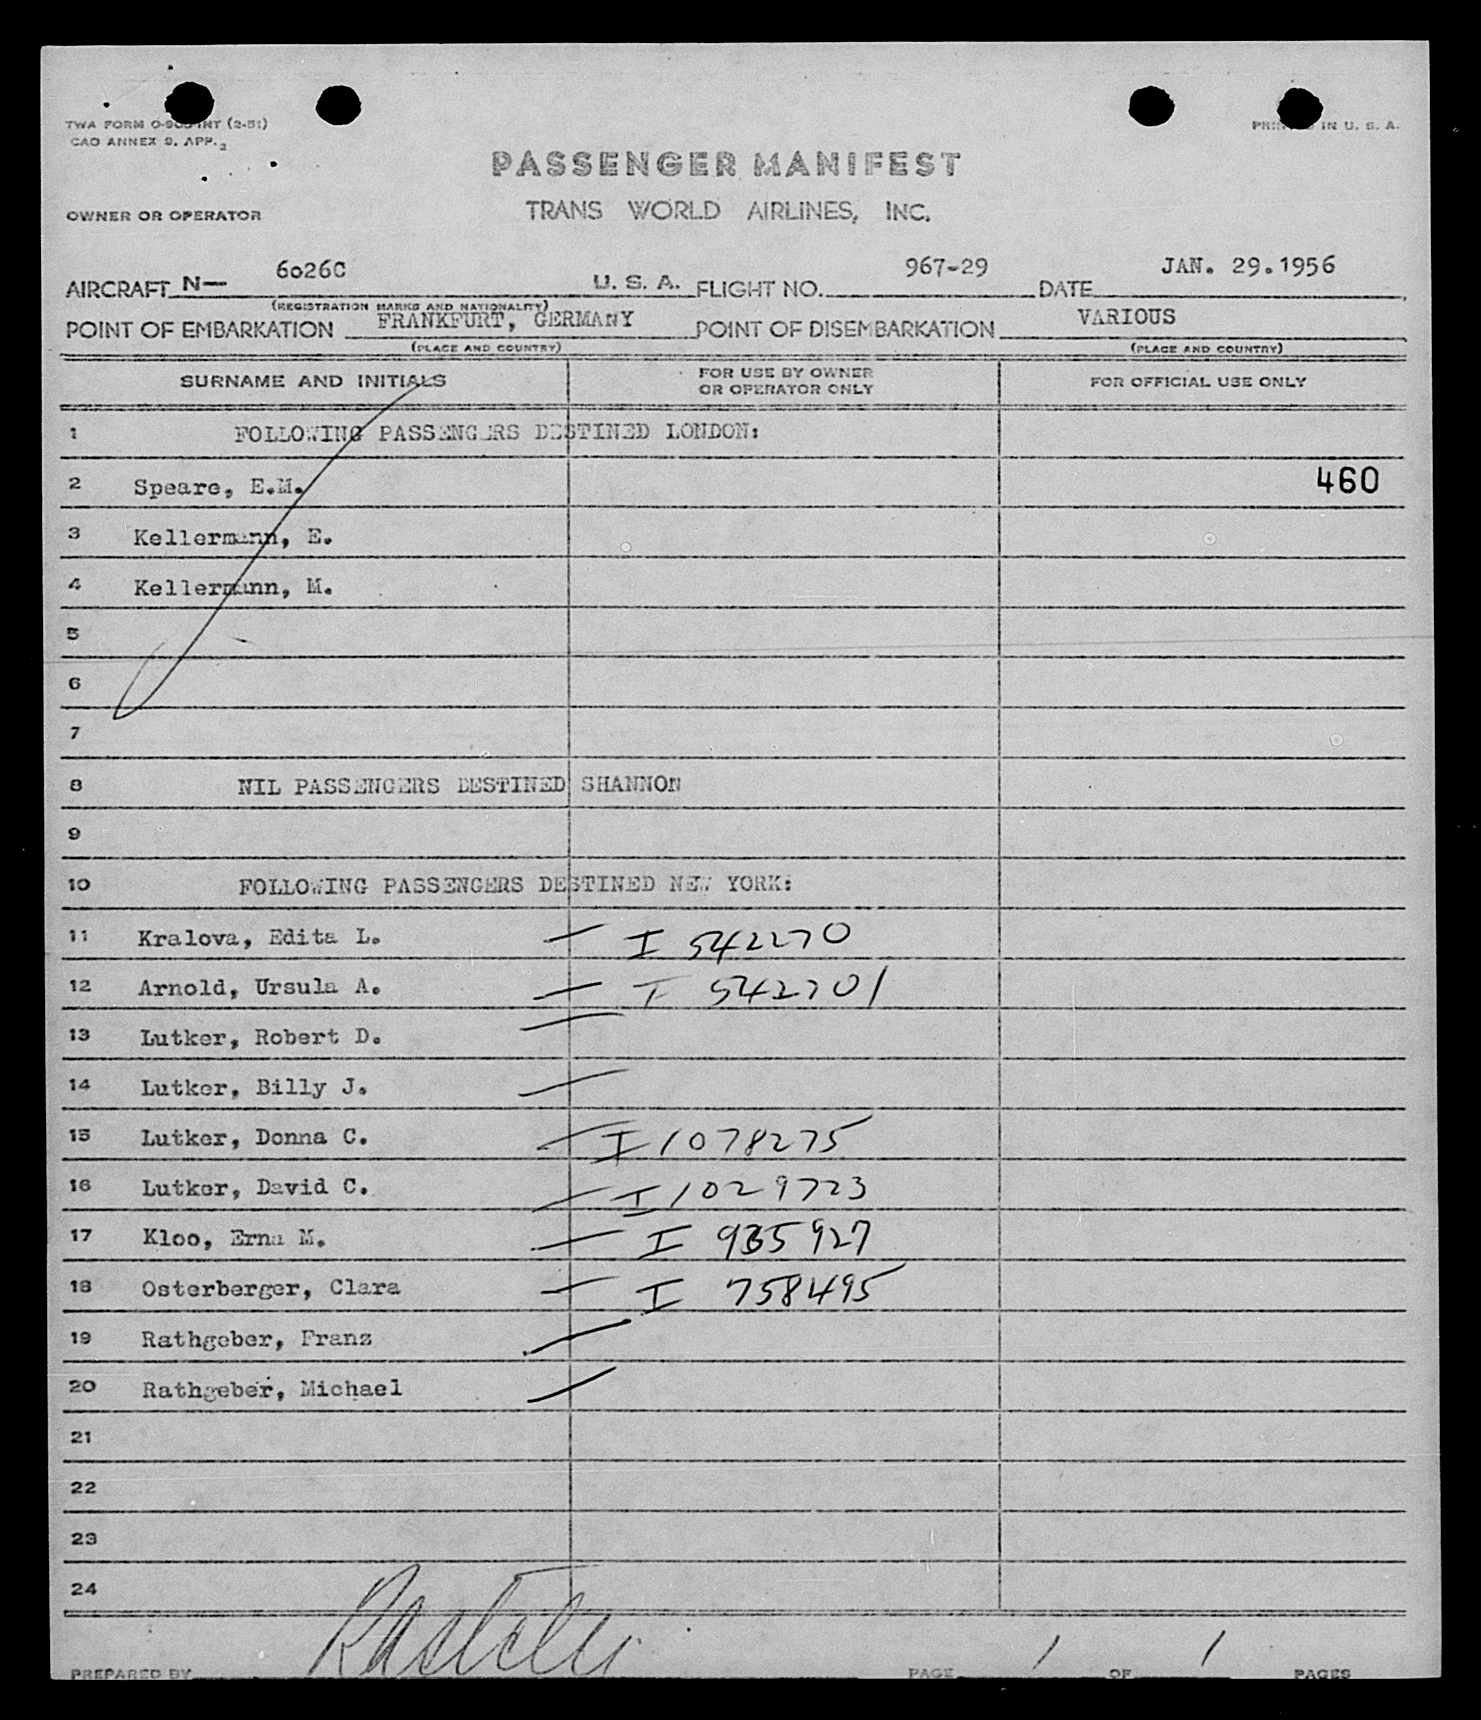 TWA FORM O-900-INT (2-51)
CAO ANNEX 9, APP. 2
PRINTED IN U. S. A.
PASSENGER MANIFEST
OWNER OR OPERATOR
TRANS WORLD AIRLINES, INC.
AIRCRAFT N— 6026C U. S. A. FLIGHT NO. 967-29 DATE JAN. 29.1956
(REGISTRATION MARKS AND NATIONALITY)
POINT OF EMBARKATION FRANKFURT, GERMANY POINT OF DISEMBARKATION VARIOUS
(PLACE AND COUNTRY) (PLACE AND COUNTRY)
SURNAME AND INITIALS FOR USE BY OWNER OR OPERATOR ONLY FOR OFFICIAL USE ONLY
1 FOLLOWING PASSENGERS DESTINED LONDON:
2 Speare, E.M. 460
3 Kellermann, E.
4 Kellermann, M.
5
6
7
8 NIL PASSENGERS DESTINED SHANNON
9
10 FOLLOWING PASSENGERS DESTINED NEW YORK:
11 Kralova, Edita L. — I 542270
12 Arnold, Ursula A. — I 542701
13 Lutker, Robert D. —
14 Lutker, Billy J. —
15 Lutker, Donna C. — I 1078275
16 Lutker, David C. — I 1029723
17 Kloo, Erna M. — I 935927
18 Osterberger, Clara — I 758495
19 Rathgeber, Franz —
20 Rathgeber, Michael —
21
22
23
24
PREPARED BY PAGE 1 OF 1 PAGES